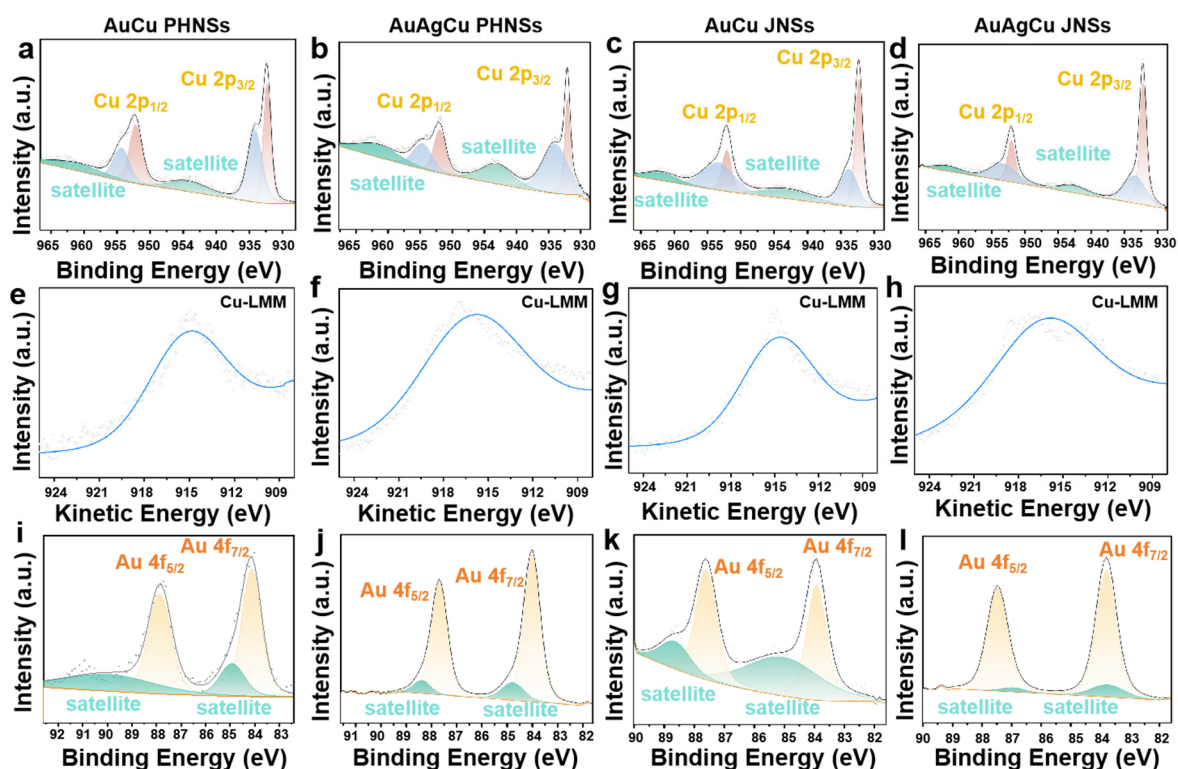 AuCu PHNSs
AuAgCu PHNSs
AuCu JNSs
AuAgCu JNSs
a
Intensity (a.u.)
Cu 2p1/2
Cu 2p3/2
satellite
satellite
965 960 955 950 945 940 935 930
Binding Energy (eV)
b
Intensity (a.u.)
Cu 2p1/2
Cu 2p3/2
satellite
satellite
965 960 955 950 945 940 935 930
Binding Energy (eV)
c
Intensity (a.u.)
Cu 2p1/2
Cu 2p3/2
satellite
satellite
965 960 955 950 945 940 935 930
Binding Energy (eV)
d
Intensity (a.u.)
Cu 2p1/2
Cu 2p3/2
satellite
satellite
965 960 955 950 945 940 935 930
Binding Energy (eV)
e
Intensity (a.u.)
Cu-LMM
924 921 918 915 912 909
Kinetic Energy (eV)
f
Intensity (a.u.)
Cu-LMM
924 921 918 915 912 909
Kinetic Energy (eV)
g
Intensity (a.u.)
Cu-LMM
924 921 918 915 912 909
Kinetic Energy (eV)
h
Intensity (a.u.)
Cu-LMM
924 921 918 915 912 909
Kinetic Energy (eV)
i
Intensity (a.u.)
Au 4f5/2
Au 4f7/2
satellite
satellite
92 91 90 89 88 87 86 85 84 83
Binding Energy (eV)
j
Intensity (a.u.)
Au 4f5/2
Au 4f7/2
satellite
satellite
91 90 89 88 87 86 85 84 83 82
Binding Energy (eV)
k
Intensity (a.u.)
Au 4f5/2
Au 4f7/2
satellite
satellite
90 89 88 87 86 85 84 83 82
Binding Energy (eV)
l
Intensity (a.u.)
Au 4f5/2
Au 4f7/2
satellite
satellite
90 89 88 87 86 85 84 83 82
Binding Energy (eV)